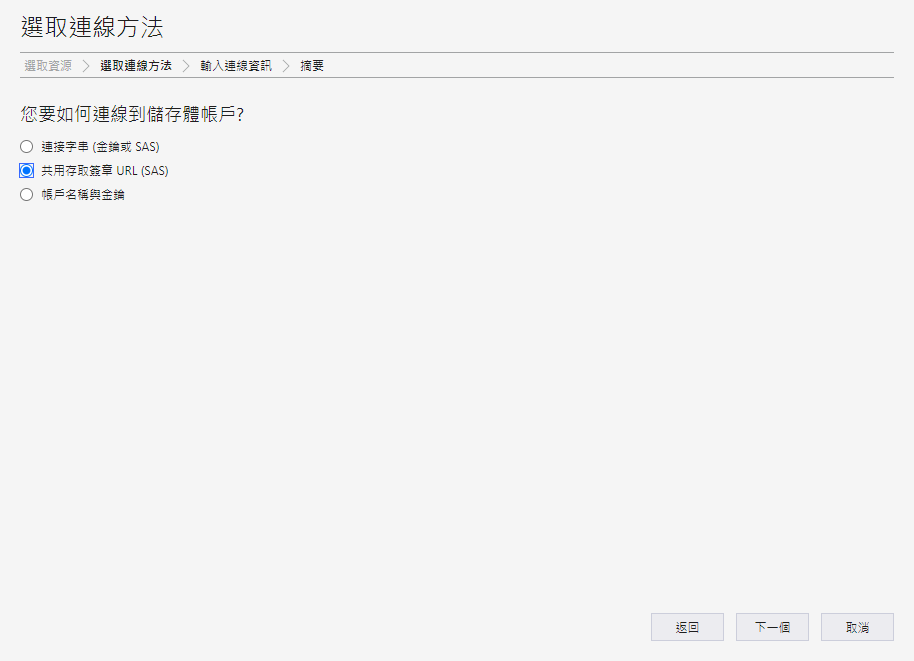 選取連線方法
選取資源 > 選取連線方法 > 輸入連線資訊 > 摘要
您要如何連線到儲存體帳戶?
連接字串 (金鑰或 SAS)
共用存取簽章 URL (SAS)
帳戶名稱與金鑰
返回 下一個 取消